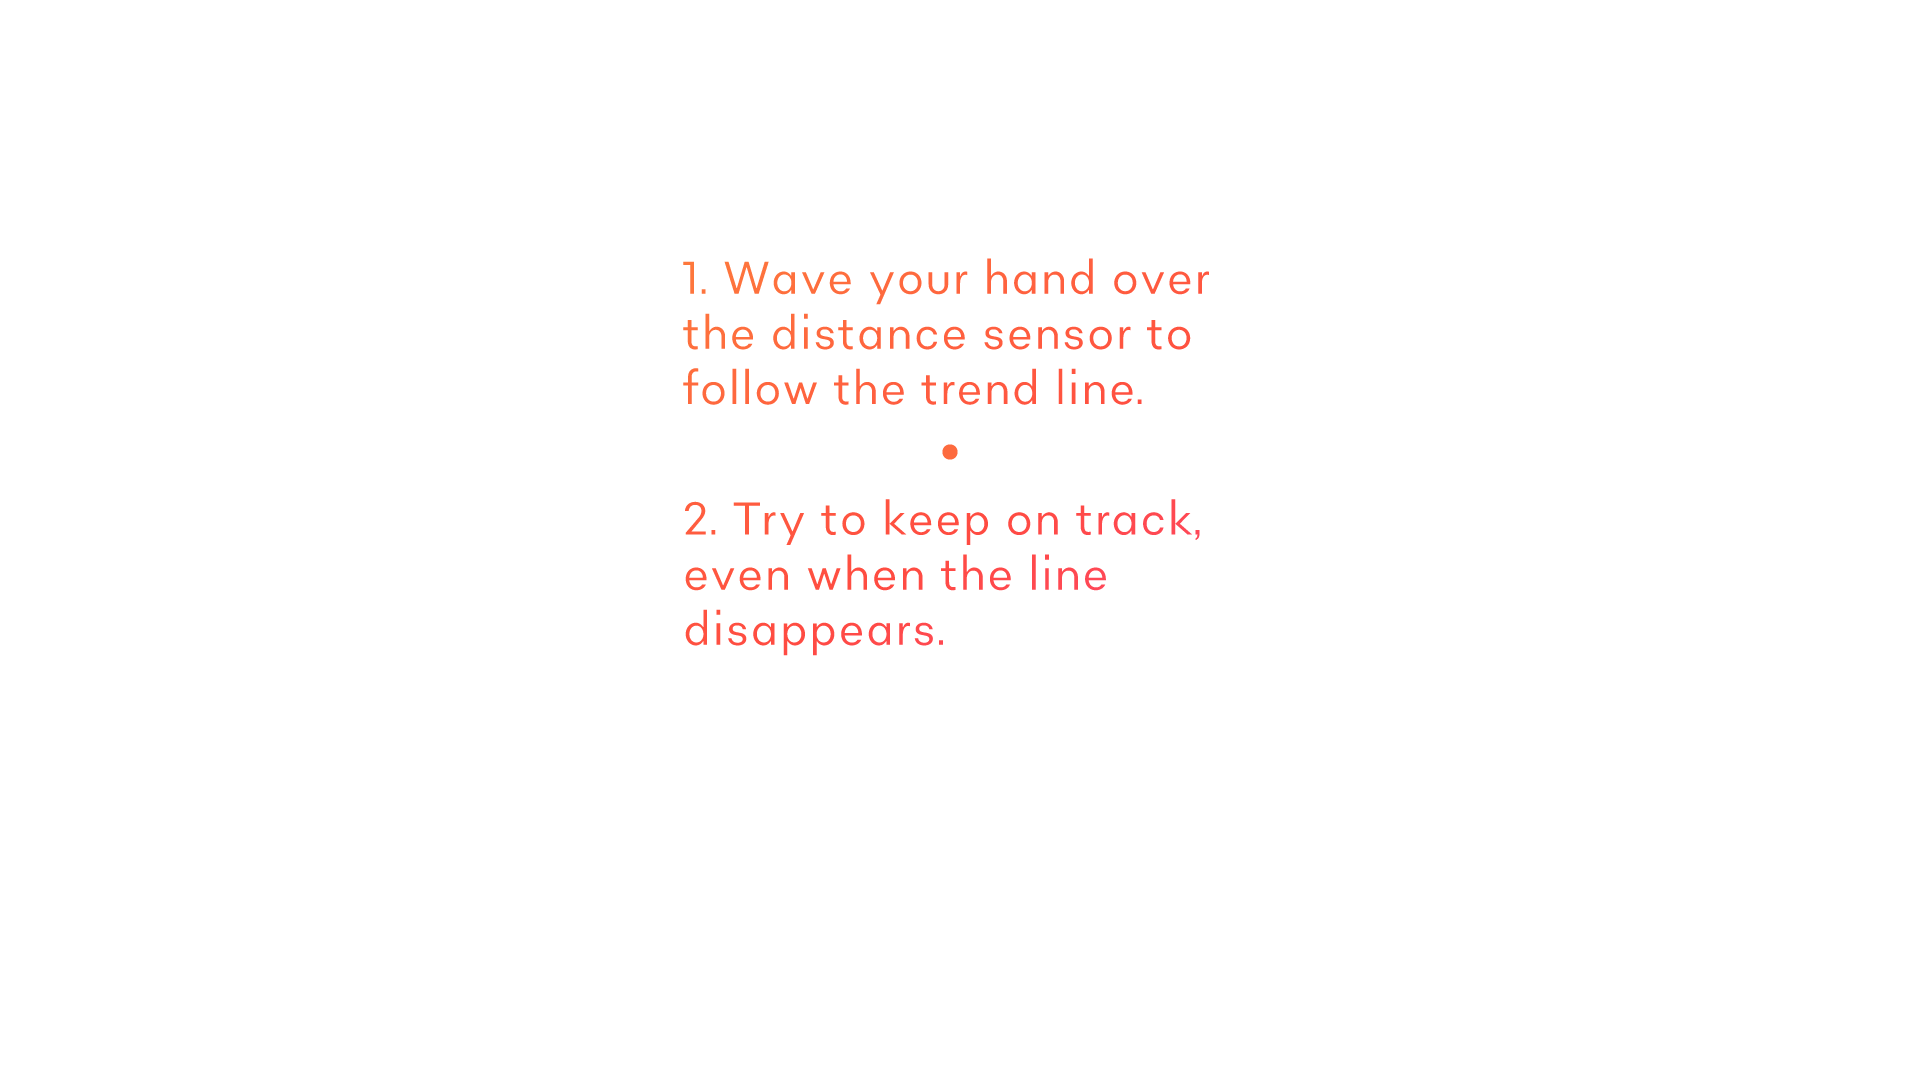 1. Wave your hand over
the distance sensor to
follow the trend line.
2. Try to keep on track,
even when the line
disappears.